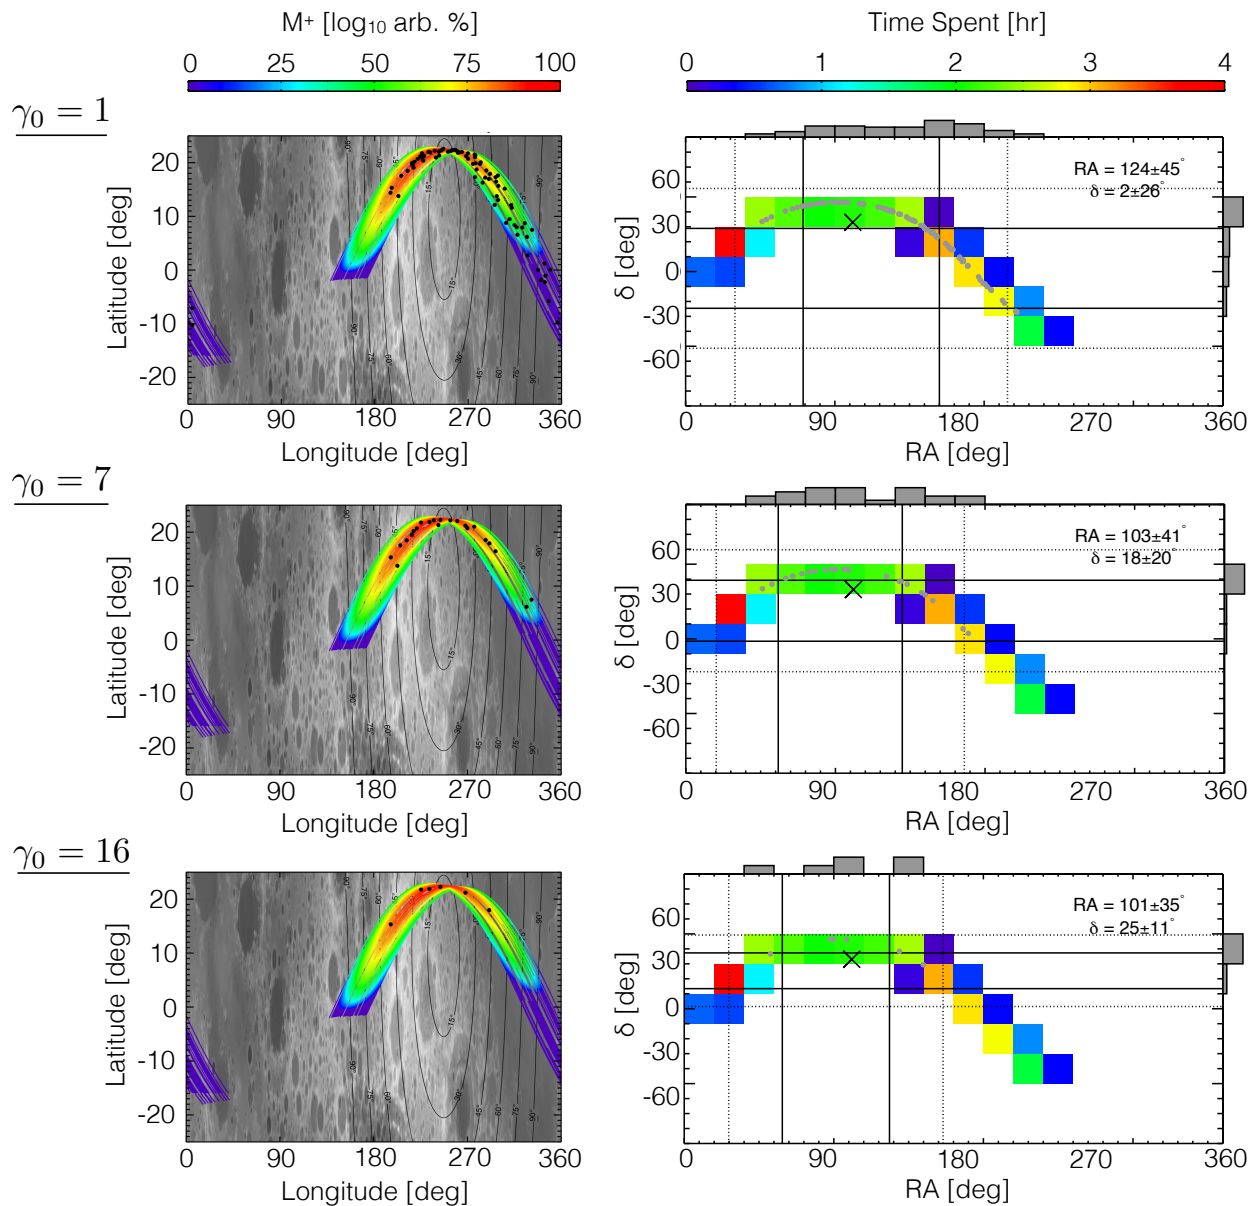 M⁺ [log₁₀ arb. %]
Time Spent [hr]
0 25 50 75 100
0 1 2 3 4
γ₀ = 1
20
10
0
-10
-20
Latitude [deg]
0 90 180 270 360
Longitude [deg]
RA = 124±45°
δ = 2±26°
60
30
0
-30
-60
δ [deg]
0 90 180 270 360
RA [deg]
γ₀ = 7
20
10
0
-10
-20
Latitude [deg]
0 90 180 270 360
Longitude [deg]
RA = 103±41°
δ = 18±20°
60
30
0
-30
-60
δ [deg]
0 90 180 270 360
RA [deg]
γ₀ = 16
20
10
0
-10
-20
Latitude [deg]
0 90 180 270 360
Longitude [deg]
RA = 101±35°
δ = 25±11°
60
30
0
-30
-60
δ [deg]
0 90 180 270 360
RA [deg]